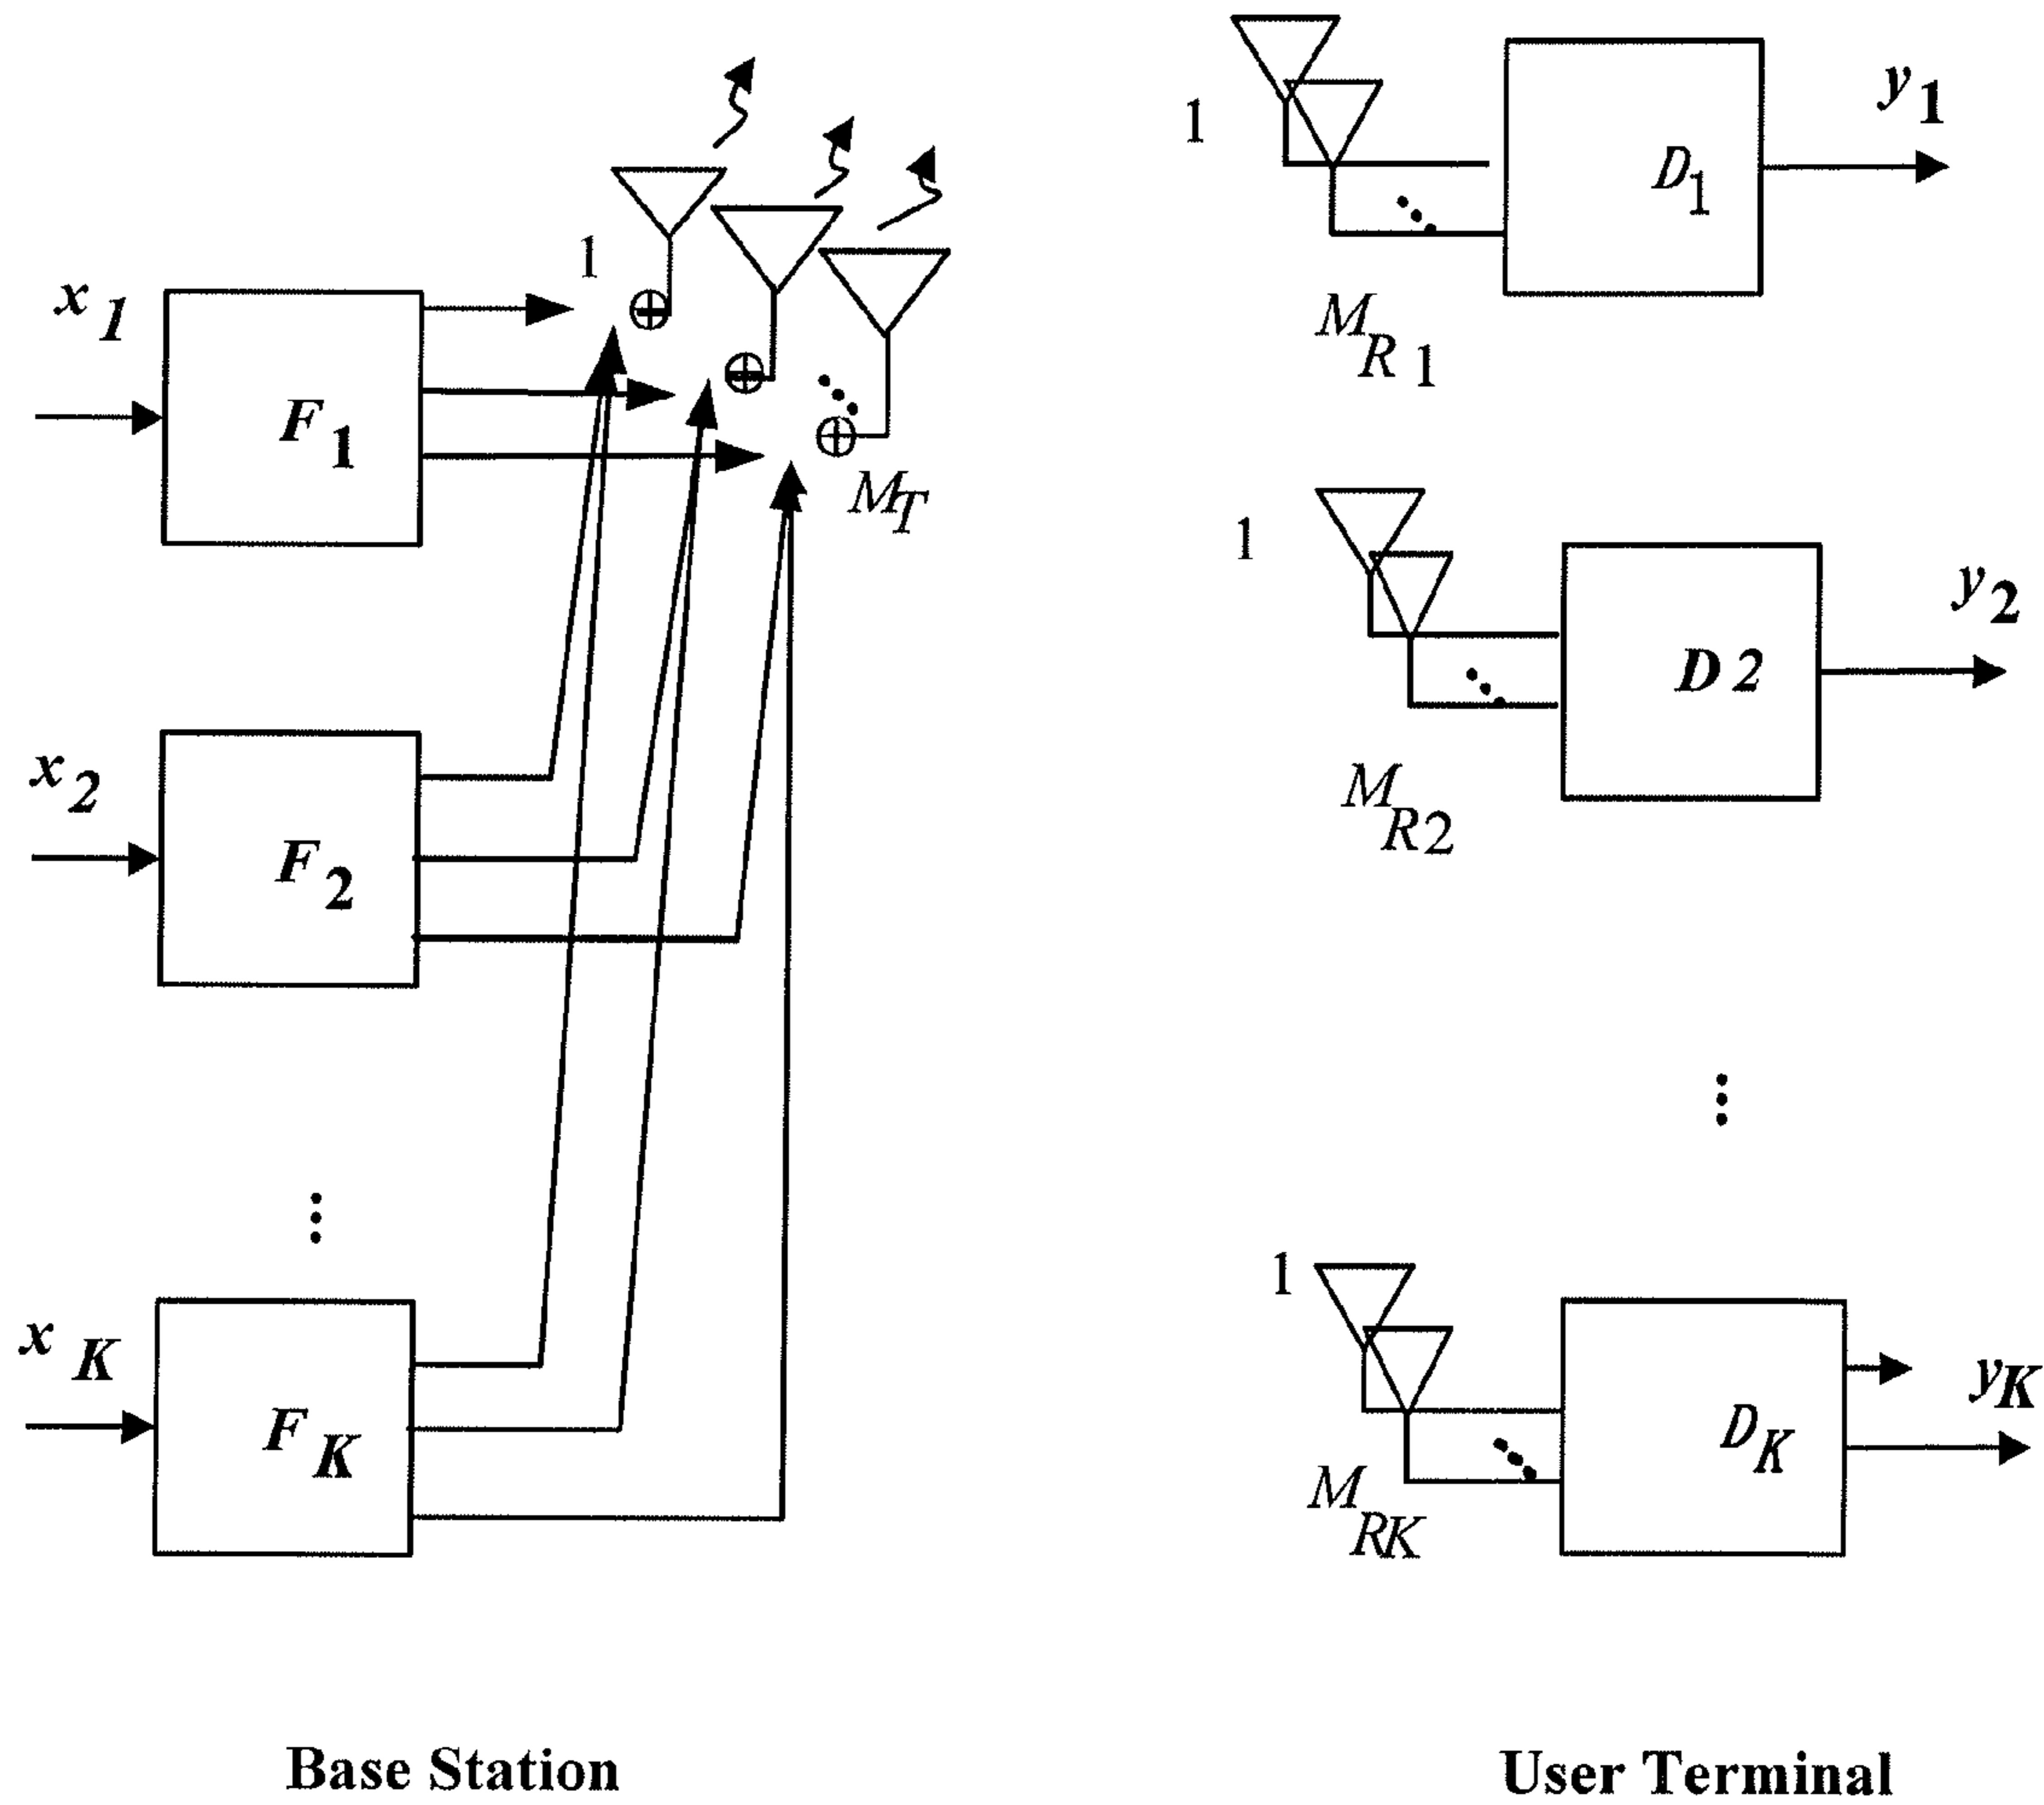 x1
F1
1
MT
x2
F2
xK
FK
Base Station
1
MR1
D1
y1
1
MR2
D2
y2
1
MRK
DK
yK
User Terminal